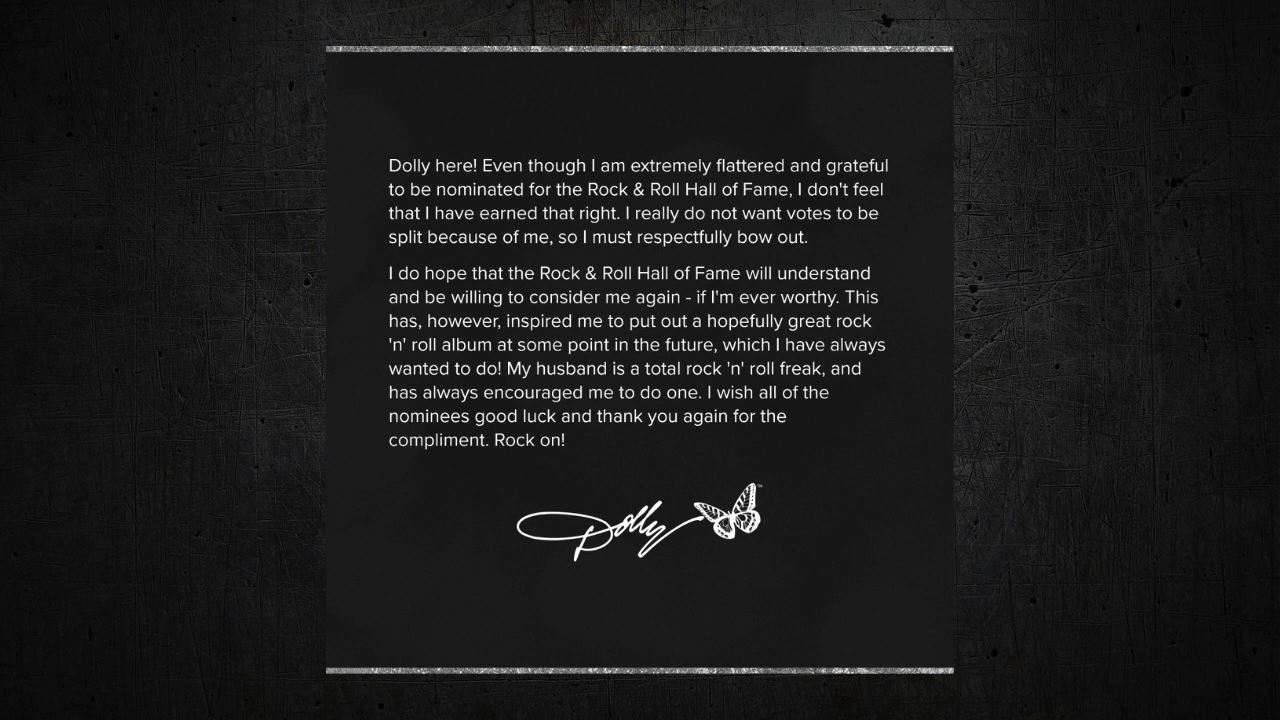 Dolly here! Even though I am extremely flattered and grateful
to be nominated for the Rock & Roll Hall of Fame, I don't feel
that I have earned that right. I really do not want votes to be
split because of me, so I must respectfully bow out.
I do hope that the Rock & Roll Hall of Fame will understand
and be willing to consider me again - if I'm ever worthy. This
has, however, inspired me to put out a hopefully great rock
'n' roll album at some point in the future, which I have always
wanted to do! My husband is a total rock 'n' roll freak, and
has always encouraged me to do one. I wish all of the
nominees good luck and thank you again for the
compliment. Rock on!
Dolly ™